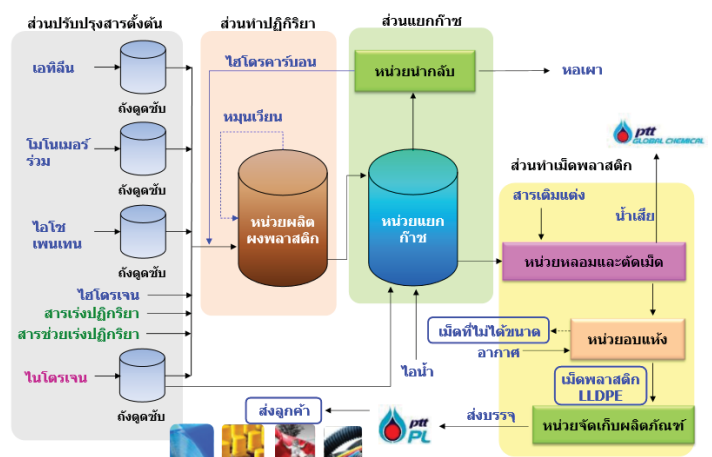 ส่วนปรับปรุงสารตั้งต้น
ส่วนทำปฏิกิริยา
ส่วนแยกก๊าซ
เอทิลีน
ถังดูดซับ
โมโนเมอร์
ร่วม
ถังดูดซับ
ไอโซ
เพนเทน
ถังดูดซับ
ไฮโดรเจน
สารเร่งปฏิกิริยา
สารช่วยเร่งปฏิกิริยา
ไนโตรเจน
ถังดูดซับ
ไฮโดรคาร์บอน
หมุนเวียน
หน่วยผลิต
ผงพลาสติก
หน่วยนำกลับ
หอเผา
หน่วยแยก
ก๊าซ
ไอน้ำ
ptt
GLOBAL CHEMICAL
ส่วนทำเม็ดพลาสติก
สารเติมแต่ง
น้ำเสีย
หน่วยหลอมและตัดเม็ด
เม็ดที่ไม่ได้ขนาด
อากาศ
หน่วยอบแห้ง
เม็ดพลาสติก
LLDPE
หน่วยจัดเก็บผลิตภัณฑ์
ส่งบรรจุ
ptt
PL
ส่งลูกค้า